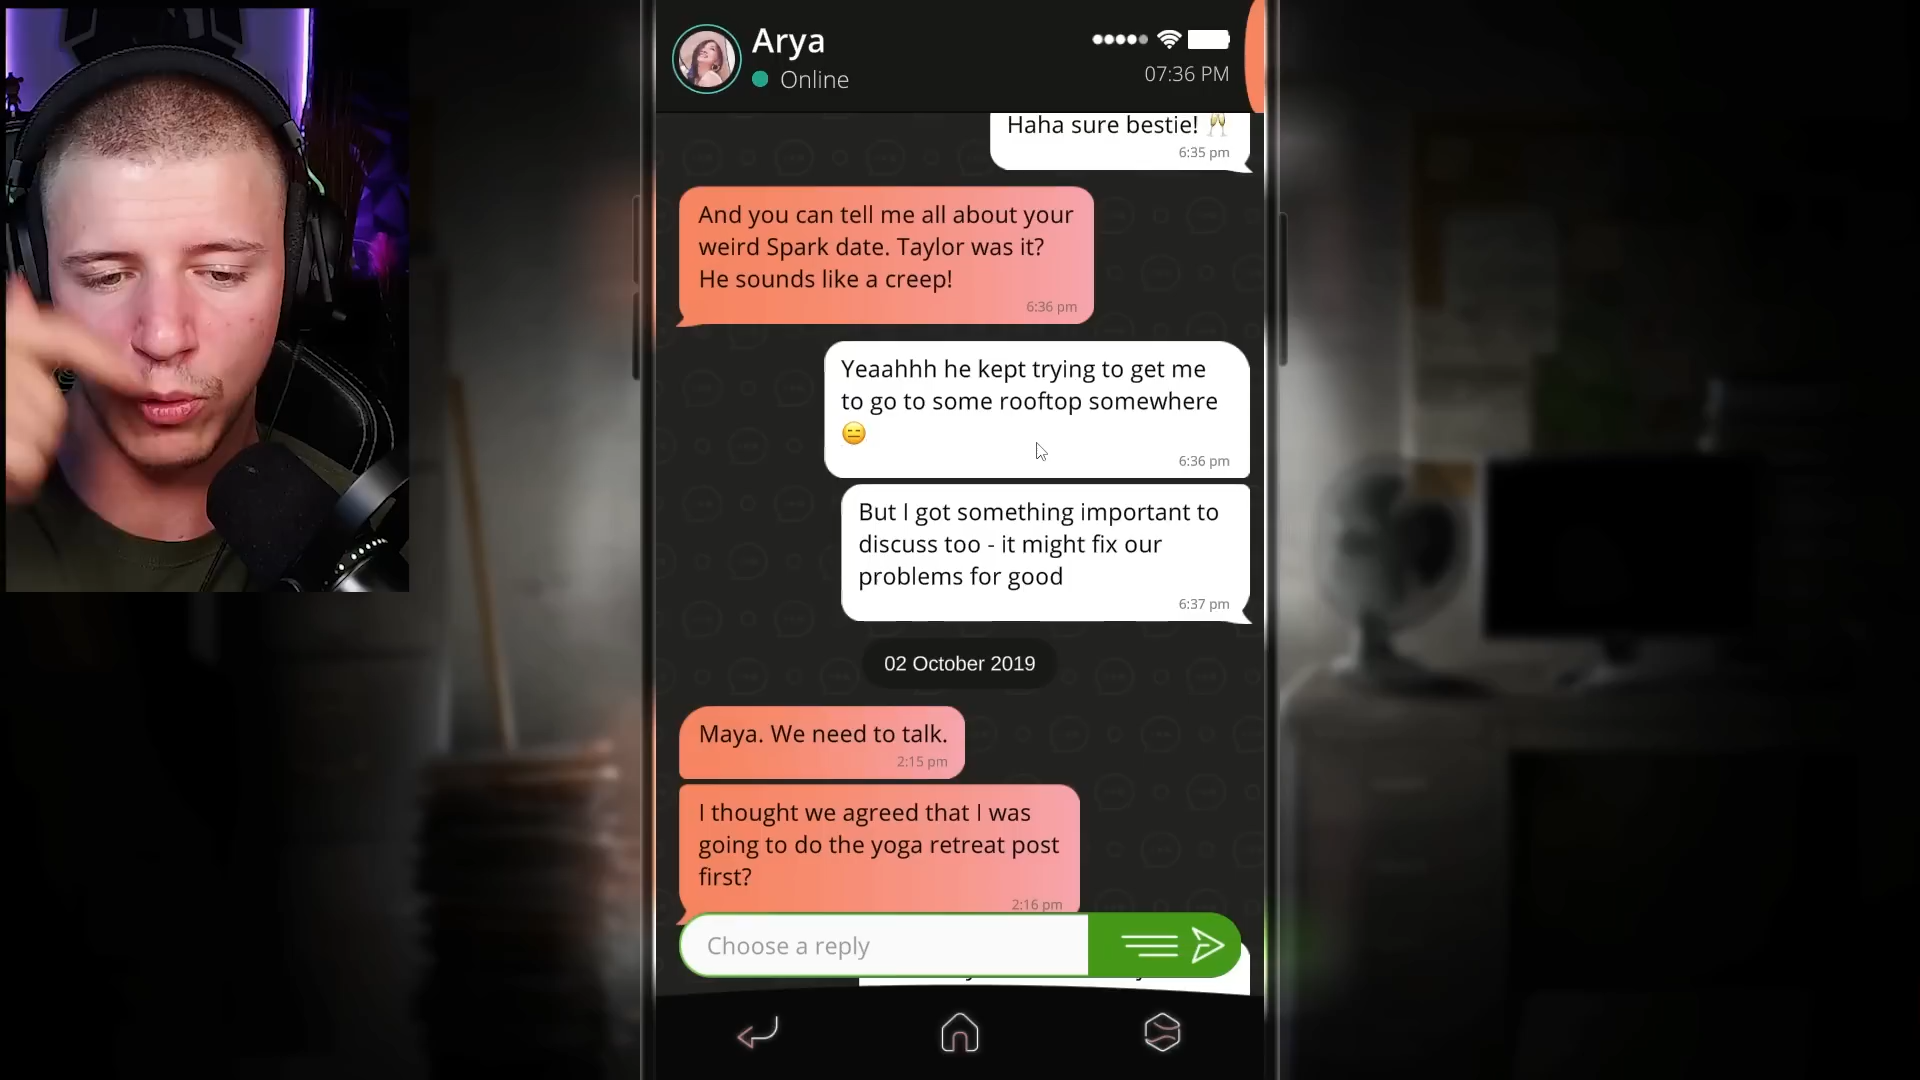 Arya
Online
07:36 PM
Haha sure bestie! 🥂
6:35 pm
And you can tell me all about your
weird Spark date. Taylor was it?
He sounds like a creep!
6:36 pm
Yeaahhh he kept trying to get me
to go to some rooftop somewhere
😑
6:36 pm
But I got something important to
discuss too - it might fix our
problems for good
6:37 pm
02 October 2019
Maya. We need to talk.
2:15 pm
I thought we agreed that I was
going to do the yoga retreat post
first?
2:16 pm
Choose a reply